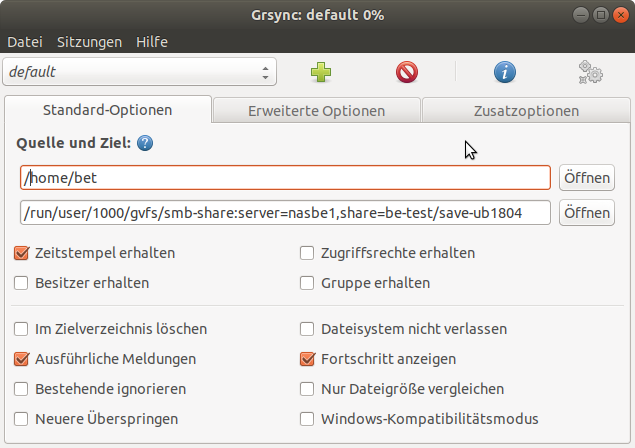 Grsync: default 0%
Datei Sitzungen Hilfe
default
Standard-Optionen Erweiterte Optionen Zusatzoptionen
Quelle und Ziel: ?
/home/bet Öffnen
/run/user/1000/gvfs/smb-share:server=nasbe1,share=be-test/save-ub1804 Öffnen
Zeitstempel erhalten Zugriffsrechte erhalten
Besitzer erhalten Gruppe erhalten
Im Zielverzeichnis löschen Dateisystem nicht verlassen
Ausführliche Meldungen Fortschritt anzeigen
Bestehende ignorieren Nur Dateigröße vergleichen
Neuere Überspringen Windows-Kompatibilitätsmodus